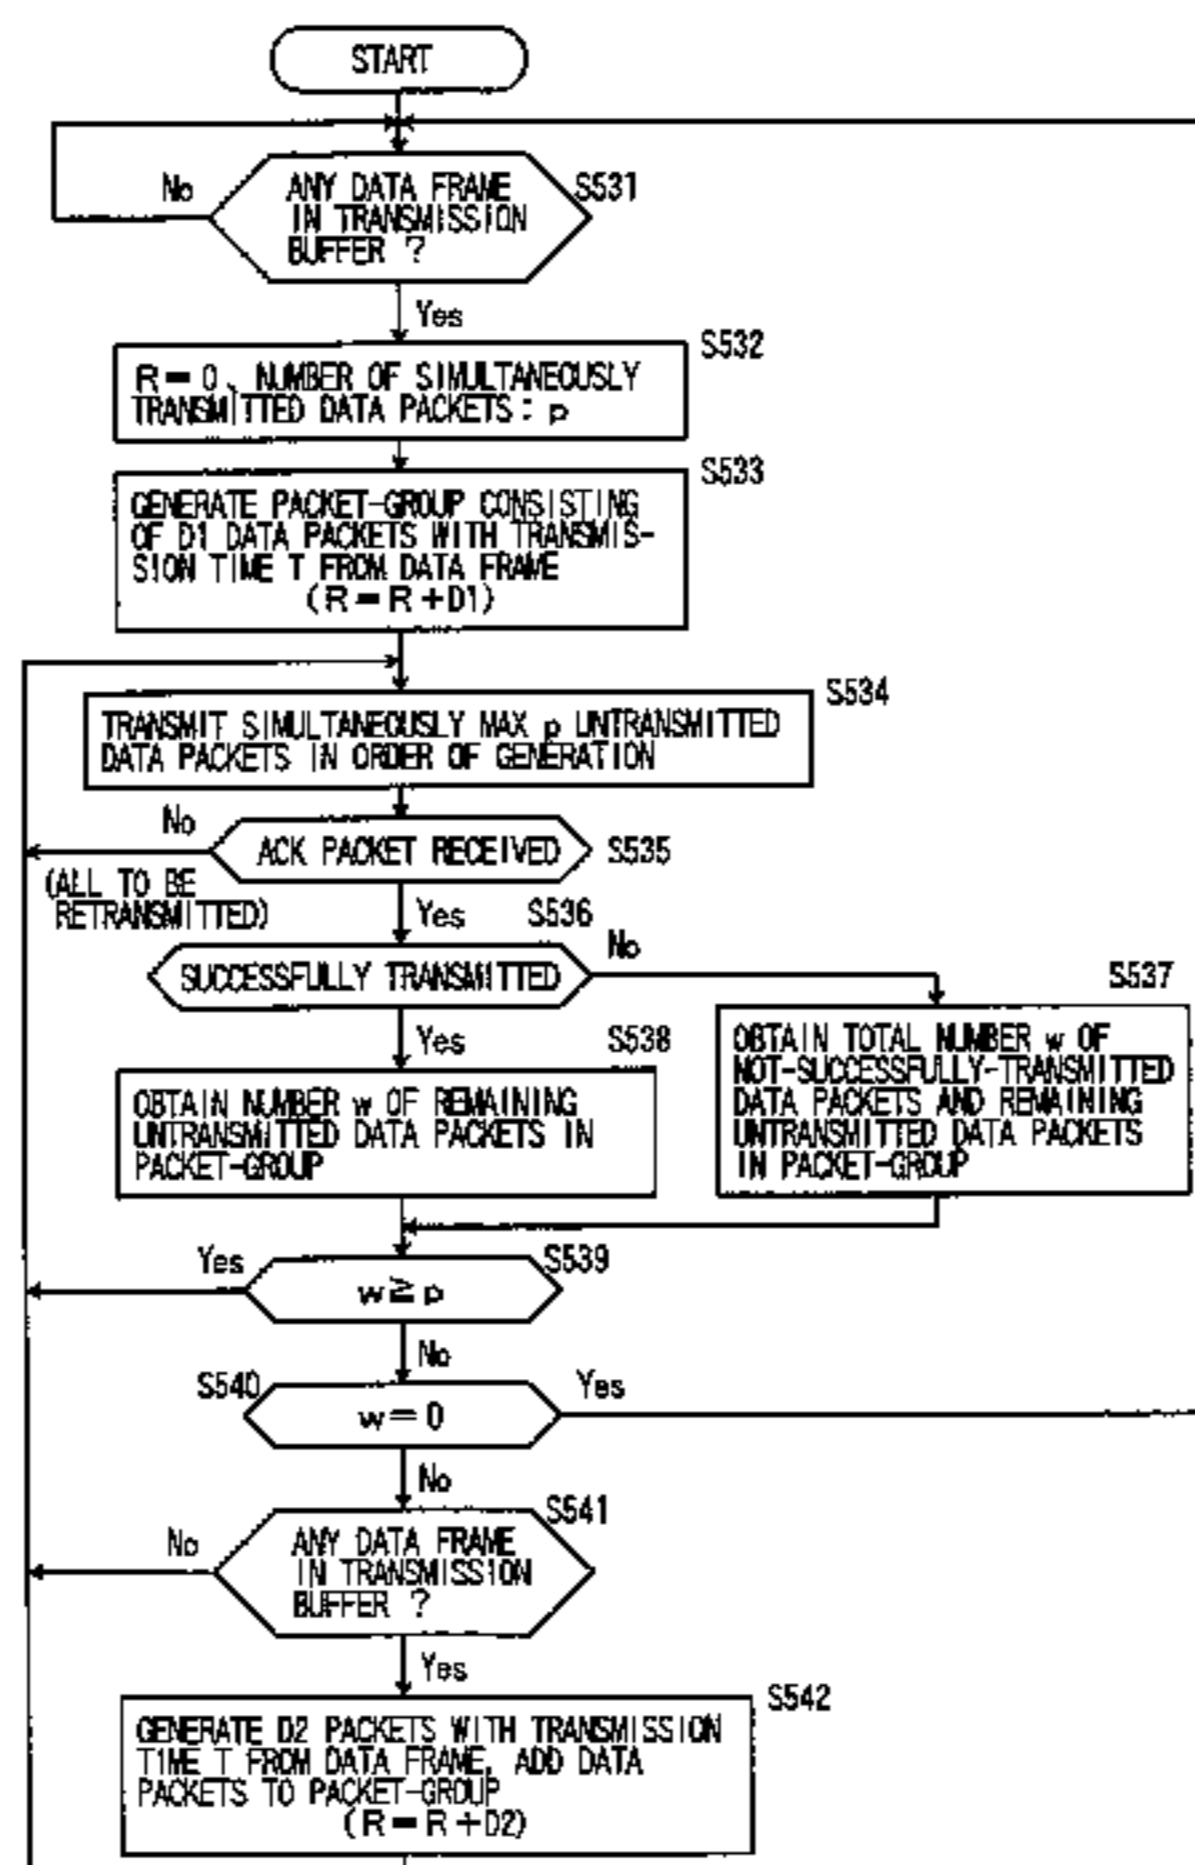 START
No
ANY DATA FRAME
IN TRANSMISSION
BUFFER ?
S531
Yes
S532
R = 0、NUMBER OF SIMULTANEOUSLY
TRANSMITTED DATA PACKETS : p
S533
GENERATE PACKET-GROUP CONSISTING
OF D1 DATA PACKETS WITH TRANSMIS-
SION TIME T FROM DATA FRAME
(R = R +D1)
S534
TRANSMIT SIMULTANEOUSLY MAX p UNTRANSMITTED
DATA PACKETS IN ORDER OF GENERATION
No
ACK PACKET RECEIVED
S535
(ALL TO BE
RETRANSMITTED)
Yes
S536
SUCCESSFULLY TRANSMITTED
No
S537
OBTAIN TOTAL NUMBER w OF
NOT-SUCCESSFULLY-TRANSMITTED
DATA PACKETS AND REMAINING
UNTRANSMITTED DATA PACKETS
IN PACKET-GROUP
Yes
S538
OBTAIN NUMBER w OF REMAINING
UNTRANSMITTED DATA PACKETS IN
PACKET-GROUP
Yes
S539
w ≧ p
No
S540
w = 0
Yes
No
S541
No
ANY DATA FRAME
IN TRANSMISSION
BUFFER ?
Yes
S542
GENERATE D2 PACKETS WITH TRANSMISSION
TIME T FROM DATA FRAME, ADD DATA
PACKETS TO PACKET-GROUP
(R = R +D2)